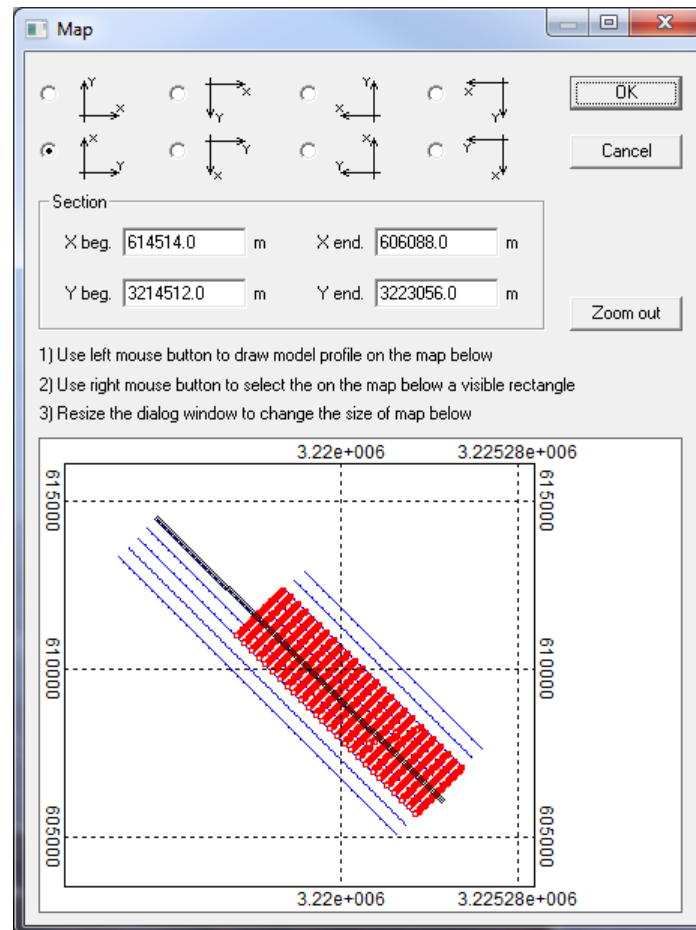 Map
Y X Y X X Y Y X
OK
X Y X Y Y X Y X
Cancel
Section
X beg. 614514.0 m X end. 606088.0 m
Y beg. 3214512.0 m Y end. 3223056.0 m
Zoom out
1) Use left mouse button to draw model profile on the map below
2) Use right mouse button to select the on the map below a visible rectangle
3) Resize the dialog window to change the size of map below
3.22e+006 3.22528e+006
615000 615000
610000 610000
605000 605000
3.22e+006 3.22528e+006